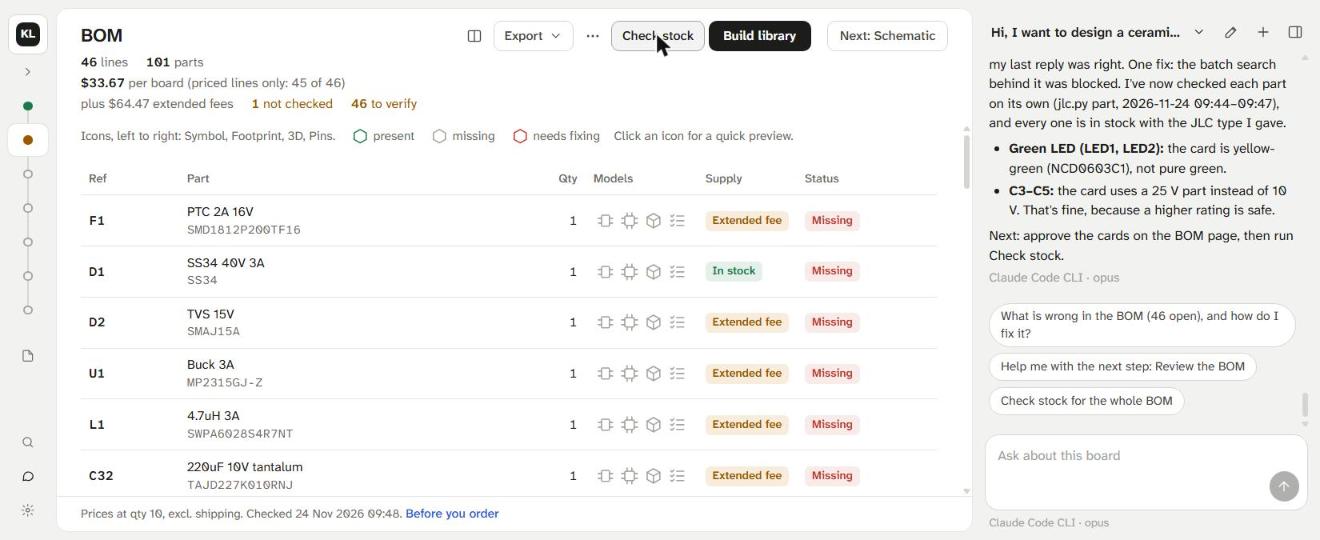 KL
BOM
Export
Check stock
Build library
Next: Schematic
46 lines 101 parts
$33.67 per board (priced lines only: 45 of 46)
plus $64.47 extended fees 1 not checked 46 to verify
Icons, left to right: Symbol, Footprint, 3D, Pins. present missing needs fixing Click an icon for a quick preview.
Ref Part Qty Models Supply Status
F1 PTC 2A 16V 1 Extended fee Missing
SMD1812P200TF16
D1 SS34 40V 3A 1 In stock Missing
SS34
D2 TVS 15V 1 Extended fee Missing
SMAJ15A
U1 Buck 3A 1 Extended fee Missing
MP2315GJ-Z
L1 4.7uH 3A 1 Extended fee Missing
SWPA6028S4R7NT
C32 220uF 10V tantalum 1 Extended fee Missing
TAJD227K010RNJ
Prices at qty 10, excl. shipping. Checked 24 Nov 2026 09:48. Before you order
Hi, I want to design a cerami...
my last reply was right. One fix: the batch search
behind it was blocked. I've now checked each part
on its own (jlc.py part, 2026-11-24 09:44–09:47),
and every one is in stock with the JLC type I gave.
• Green LED (LED1, LED2): the card is yellow-
green (NCD0603C1), not pure green.
• C3–C5: the card uses a 25 V part instead of 10
V. That's fine, because a higher rating is safe.
Next: approve the cards on the BOM page, then run
Check stock.
Claude Code CLI · opus
What is wrong in the BOM (46 open), and how do I
fix it?
Help me with the next step: Review the BOM
Check stock for the whole BOM
Ask about this board
Claude Code CLI · opus